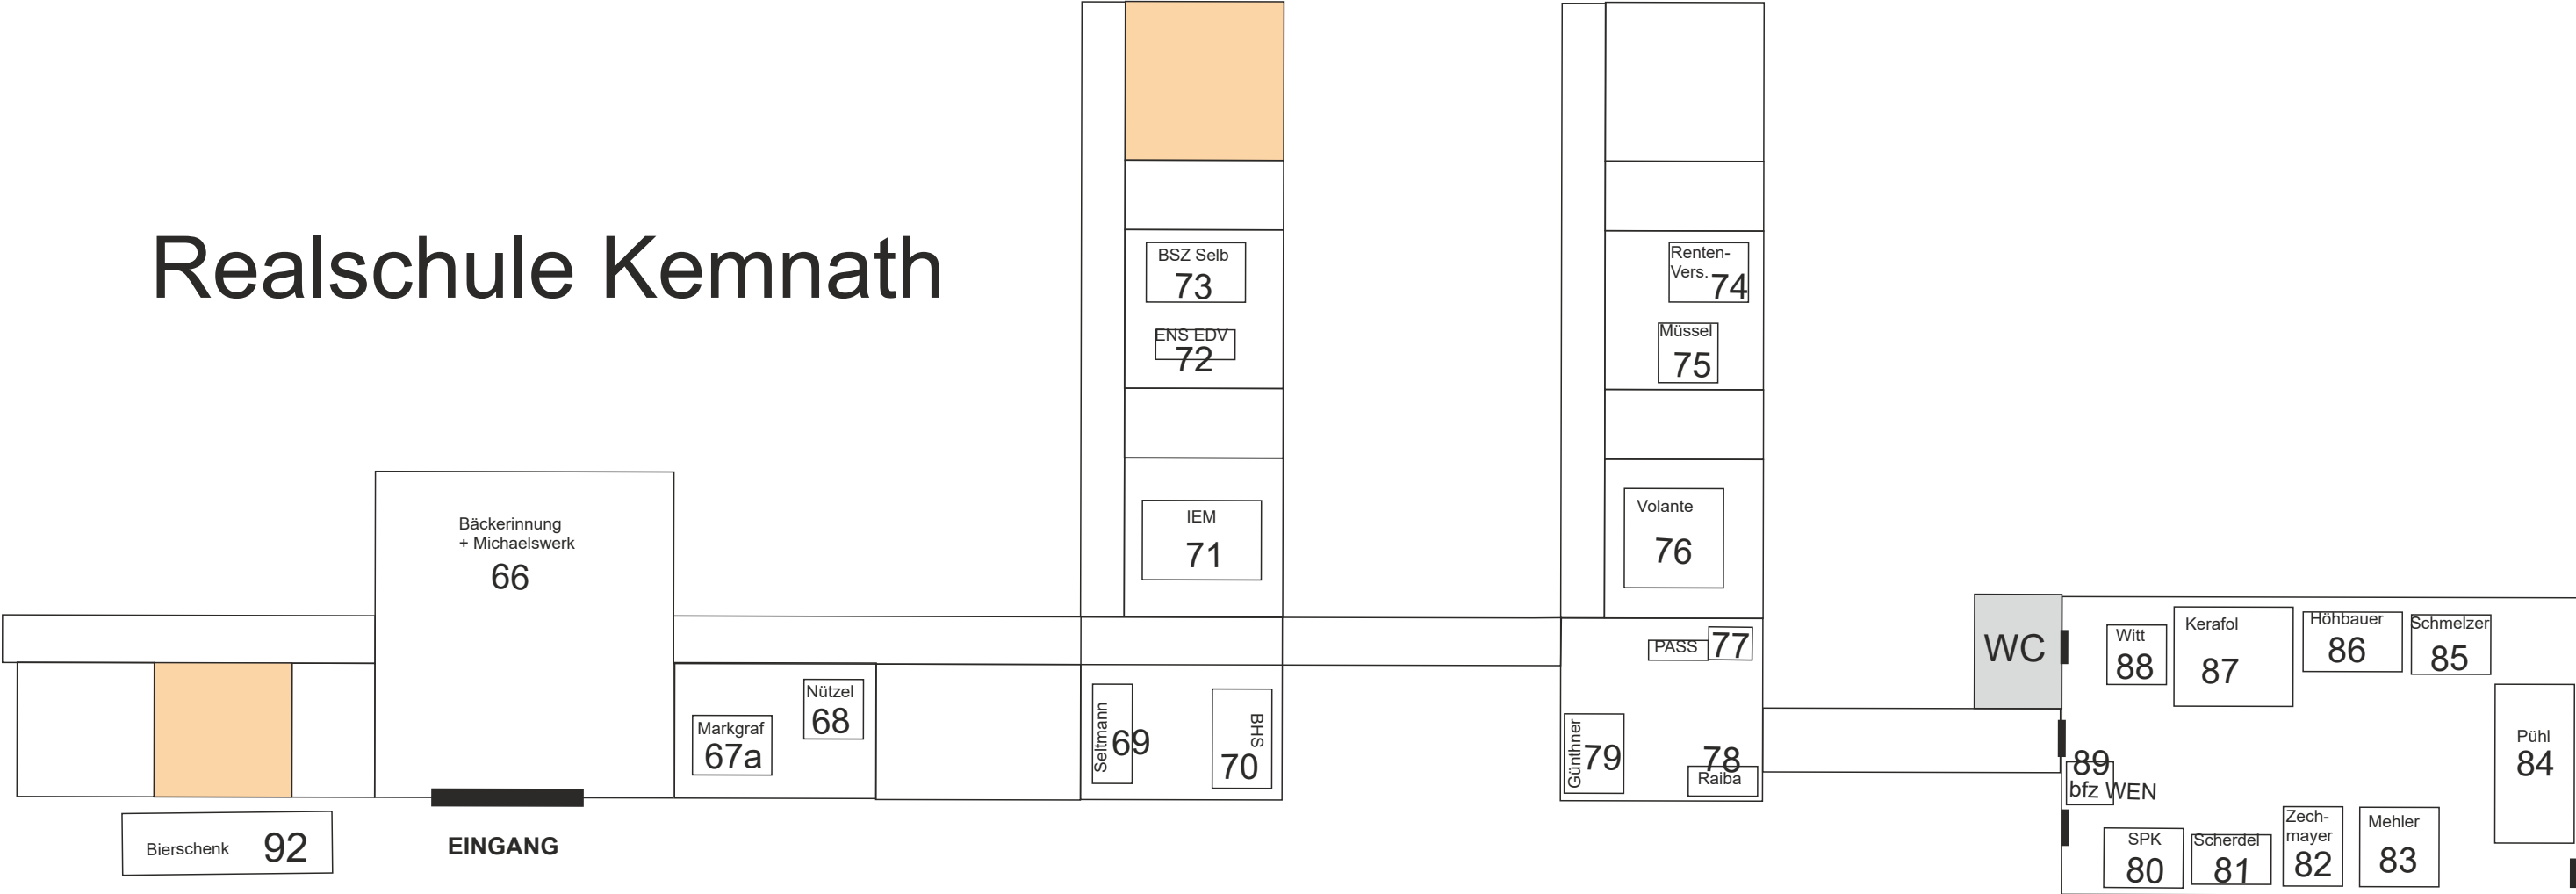 Realschule Kemnath
BSZ Selb
73
ENS EDV
72
Renten-
Vers. 74
Müssel
75
Bäckerinnung
+ Michaelswerk
66
IEM
71
Volante
76
Nützel
68
Markgraf
67a
Seltmann 69
BHS
70
PASS 77
Günthner 79
78
Raiba
WC
Witt
88
Kerafol
87
Höhbauer
86
Schmelzer
85
Pühl
84
89
bfz WEN
SPK
80
Scherdel
81
Zech-
mayer
82
Mehler
83
Bierschenk 92
EINGANG